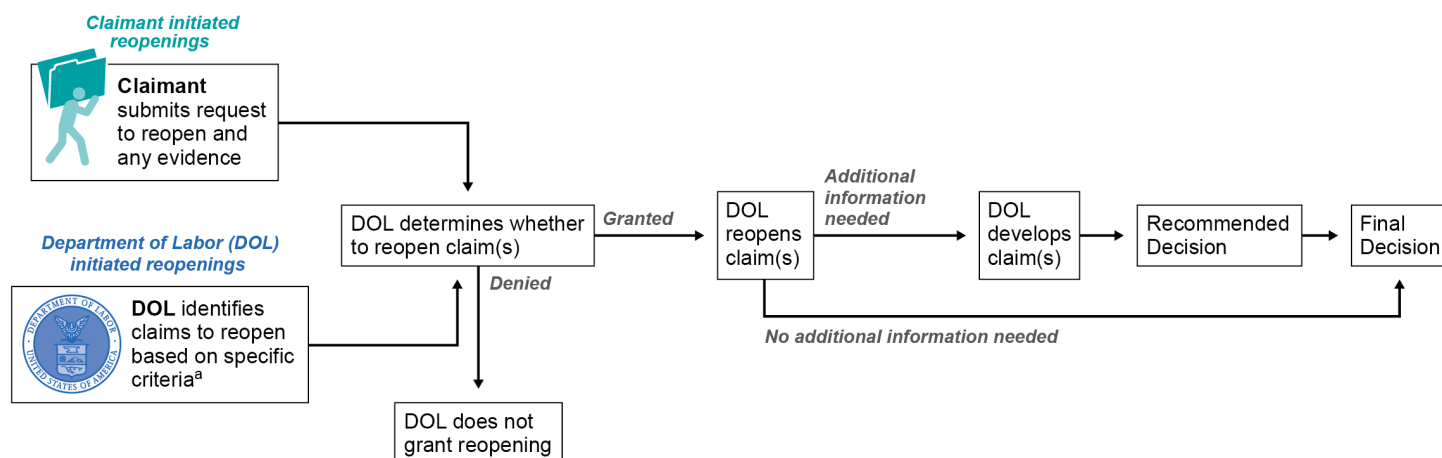 Claimant initiated
reopenings
Claimant
submits request
to reopen and
any evidence
Department of Labor (DOL)
initiated reopenings
DEPARTMENT OF LABOR
UNITED STATES OF AMERICA
DOL identifies
claims to reopen
based on specific
criteriaᵃ
DOL determines whether
to reopen claim(s)
Granted
Denied
DOL does not
grant reopening
DOL
reopens
claim(s)
Additional
information
needed
No additional information needed
DOL
develops
claim(s)
Recommended
Decision
Final
Decision